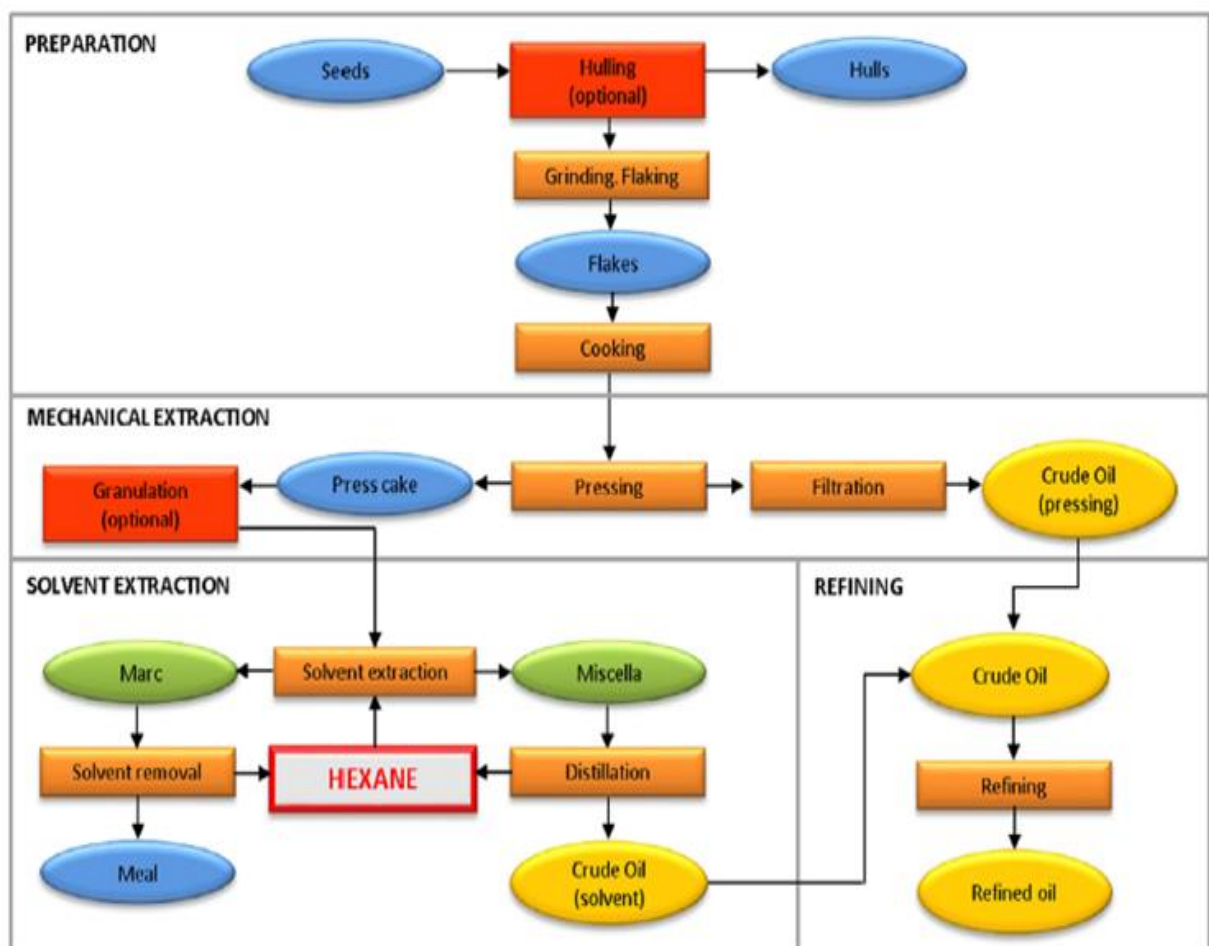 PREPARATION
Seeds
Hulling
(optional)
Hulls
Grinding. Flaking
Flakes
Cooking
MECHANICAL EXTRACTION
Granulation
(optional)
Press cake
Pressing
Filtration
Crude Oil
(pressing)
SOLVENT EXTRACTION
Marc
Solvent extraction
Miscella
Solvent removal
HEXANE
Distillation
Meal
Crude Oil
(solvent)
REFINING
Crude Oil
Refining
Refined oil